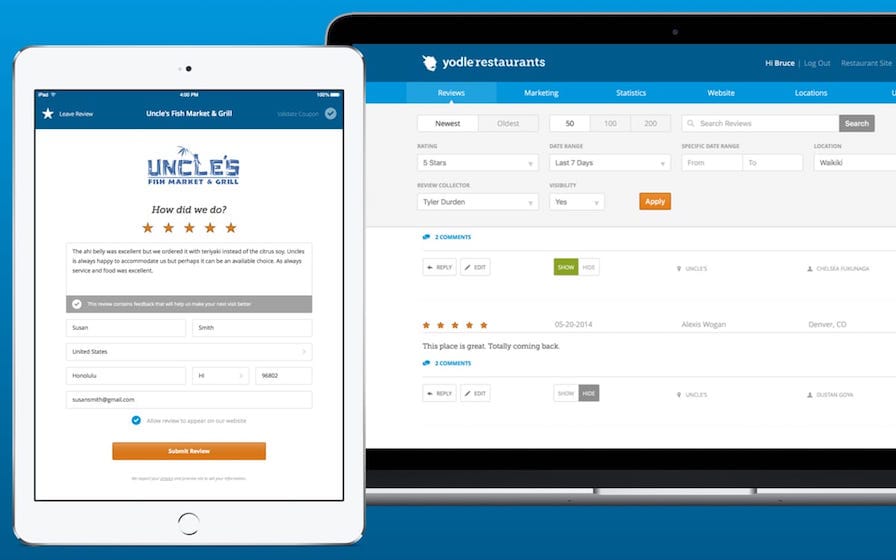 iPad
4:00 PM
100%
Leave Review
Uncle's Fish Market & Grill
Validate Coupon
UNCLE'S
FISH MARKET & GRILL
How did we do?
The ahi belly was excellent but we ordered it with teriyaki instead of the citrus soy. Uncles
is always happy to accommodate us but perhaps it can be an available choice. As always
service and food was excellent.
This review contains feedback that will help us make your next visit better
Susan
Smith
United States
Honolulu
HI
96802
susansmith@gmail.com
Allow review to appear on our website
Submit Review
We respect your privacy and promise not to sell your information.
yodle restaurants
Hi Bruce | Log Out
Restaurant Site
Reviews
Marketing
Statistics
Website
Locations
Newest
Oldest
50
100
200
Search Reviews
Search
RATING
DATE RANGE
SPECIFIC DATE RANGE
LOCATION
5 Stars
Last 7 Days
From
To
Waikiki
REVIEW COLLECTOR
VISIBILITY
Tyler Durden
Yes
Apply
2 COMMENTS
REPLY
EDIT
SHOW
HIDE
UNCLE'S
CHELSEA FUKUNAGA
05-20-2014
Alexis Wogan
Denver, CO
This place is great. Totally coming back.
2 COMMENTS
REPLY
EDIT
SHOW
HIDE
UNCLE'S
DUSTAN GOYA